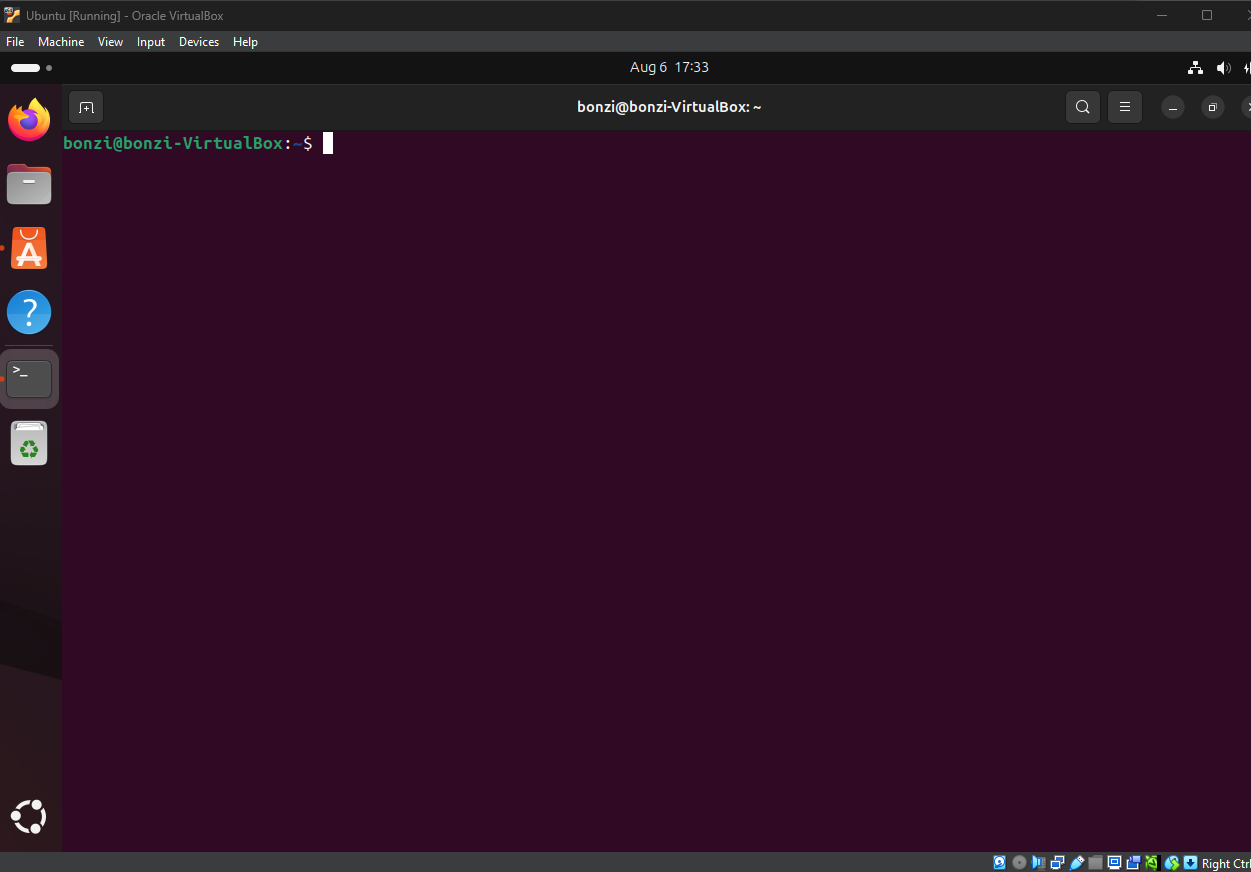 Ubuntu [Running] - Oracle VirtualBox
File Machine View Input Devices Help
Aug 6 17:33
bonzi@bonzi-VirtualBox: ~
bonzi@bonzi-VirtualBox:~$
A
?
>_
Right Ctrl